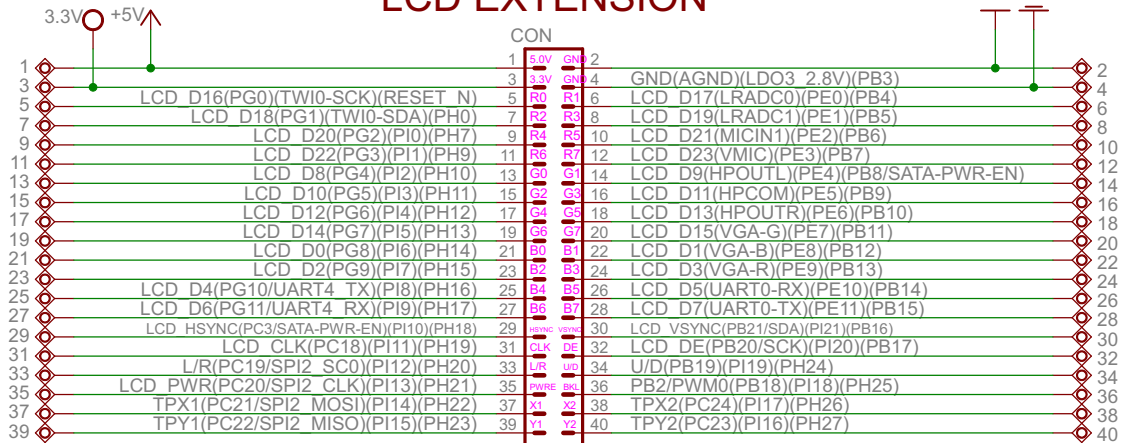 LCD EXTENSION
3.3V +5V
CON
1 1 5.0V GND 2 2
3 3 3.3V GND 4 GND(AGND)(LDO3_2.8V)(PB3) 4
5 LCD_D16(PG0)(TWI0-SCK)(RESET_N) 5 R0 R1 6 LCD_D17(LRADC0)(PE0)(PB4) 6
7 LCD_D18(PG1)(TWI0-SDA)(PH0) 7 R2 R3 8 LCD_D19(LRADC1)(PE1)(PB5) 8
9 LCD_D20(PG2)(PI0)(PH7) 9 R4 R5 10 LCD_D21(MICIN1)(PE2)(PB6) 10
11 LCD_D22(PG3)(PI1)(PH9) 11 R6 R7 12 LCD_D23(VMIC)(PE3)(PB7) 12
13 LCD_D8(PG4)(PI2)(PH10) 13 G0 G1 14 LCD_D9(HPOUTL)(PE4)(PB8/SATA-PWR-EN) 14
15 LCD_D10(PG5)(PI3)(PH11) 15 G2 G3 16 LCD_D11(HPCOM)(PE5)(PB9) 16
17 LCD_D12(PG6)(PI4)(PH12) 17 G4 G5 18 LCD_D13(HPOUTR)(PE6)(PB10) 18
19 LCD_D14(PG7)(PI5)(PH13) 19 G6 G7 20 LCD_D15(VGA-G)(PE7)(PB11) 20
21 LCD_D0(PG8)(PI6)(PH14) 21 B0 B1 22 LCD_D1(VGA-B)(PE8)(PB12) 22
23 LCD_D2(PG9)(PI7)(PH15) 23 B2 B3 24 LCD_D3(VGA-R)(PE9)(PB13) 24
25 LCD_D4(PG10/UART4_TX)(PI8)(PH16) 25 B4 B5 26 LCD_D5(UART0-RX)(PE10)(PB14) 26
27 LCD_D6(PG11/UART4_RX)(PI9)(PH17) 27 B6 B7 28 LCD_D7(UART0-TX)(PE11)(PB15) 28
29 LCD_HSYNC(PC3/SATA-PWR-EN)(PI10)(PH18) 29 HSYNC VSYNC 30 LCD_VSYNC(PB21/SDA)(PI21)(PB16) 30
31 LCD_CLK(PC18)(PI11)(PH19) 31 CLK DE 32 LCD_DE(PB20/SCK)(PI20)(PB17) 32
33 L/R(PC19/SPI2_SC0)(PI12)(PH20) 33 L/R U/D 34 U/D(PB19)(PI19)(PH24) 34
35 LCD_PWR(PC20/SPI2_CLK)(PI13)(PH21) 35 PWRE BKL 36 PB2/PWM0(PB18)(PI18)(PH25) 36
37 TPX1(PC21/SPI2_MOSI)(PI14)(PH22) 37 X1 X2 38 TPX2(PC24)(PI17)(PH26) 38
39 TPY1(PC22/SPI2_MISO)(PI15)(PH23) 39 Y1 Y2 40 TPY2(PC23)(PI16)(PH27) 40